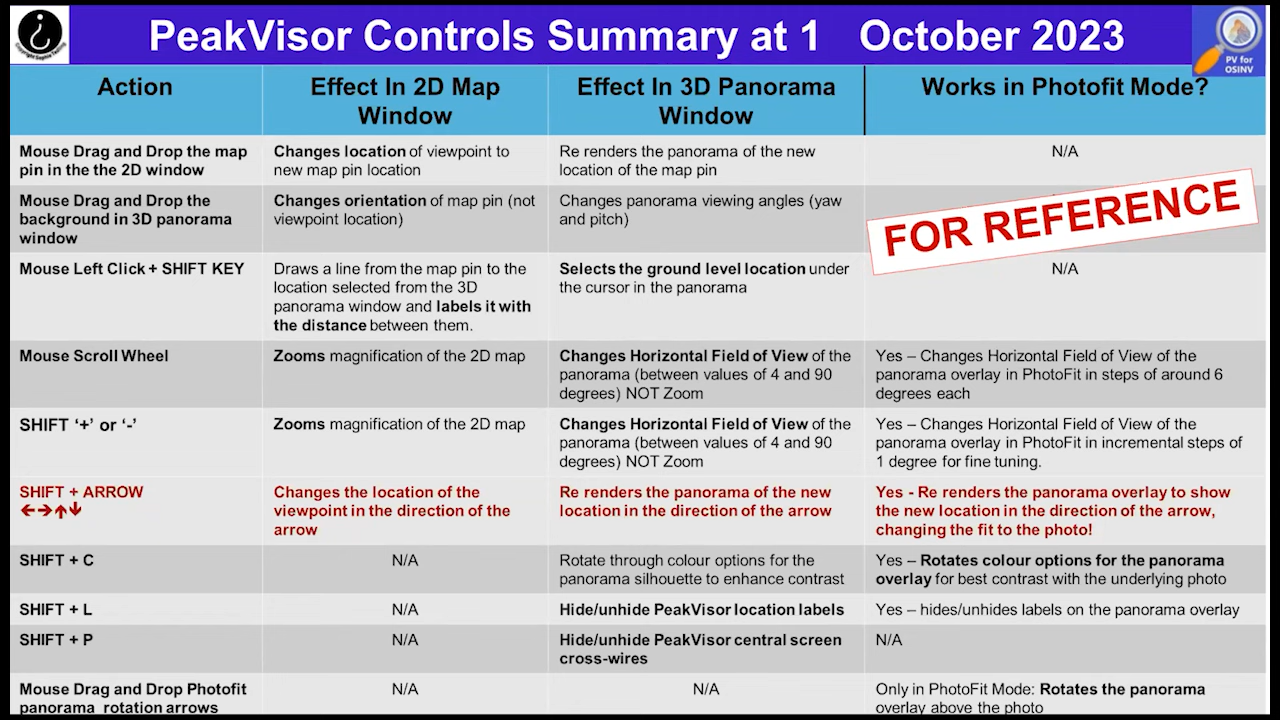 PeakVisor Controls Summary at 1 October 2023
PV for
OSINV
Action
Effect In 2D Map
Window
Effect In 3D Panorama
Window
Works in Photofit Mode?
Mouse Drag and Drop the map
pin in the the 2D window
Changes location of viewpoint to
new map pin location
Re renders the panorama of the new
location of the map pin
N/A
Mouse Drag and Drop the
background in 3D panorama
window
Changes orientation of map pin (not
viewpoint location)
Changes panorama viewing angles (yaw
and pitch)
FOR REFERENCE
Mouse Left Click + SHIFT KEY
Draws a line from the map pin to the
location selected from the 3D
panorama window and labels it with
the distance between them.
Selects the ground level location under
the cursor in the panorama
N/A
Mouse Scroll Wheel
Zooms magnification of the 2D map
Changes Horizontal Field of View of the
panorama (between values of 4 and 90
degrees) NOT Zoom
Yes – Changes Horizontal Field of View of the
panorama overlay in PhotoFit in steps of around 6
degrees each
SHIFT ‘+’ or ‘-’
Zooms magnification of the 2D map
Changes Horizontal Field of View of the
panorama (between values of 4 and 90
degrees) NOT Zoom
Yes – Changes Horizontal Field of View of the
panorama overlay in PhotoFit in incremental steps of
1 degree for fine tuning.
SHIFT + ARROW
←→↑↓
Changes the location of the
viewpoint in the direction of the
arrow
Re renders the panorama of the new
location in the direction of the arrow
Yes - Re renders the panorama overlay to show
the new location in the direction of the arrow,
changing the fit to the photo!
SHIFT + C
N/A
Rotate through colour options for the
panorama silhouette to enhance contrast
Yes – Rotates colour options for the panorama
overlay for best contrast with the underlying photo
SHIFT + L
N/A
Hide/unhide PeakVisor location labels
Yes – hides/unhides labels on the panorama overlay
SHIFT + P
N/A
Hide/unhide PeakVisor central screen
cross-wires
N/A
Mouse Drag and Drop Photofit
panorama rotation arrows
N/A
N/A
Only in PhotoFit Mode: Rotates the panorama
overlay above the photo